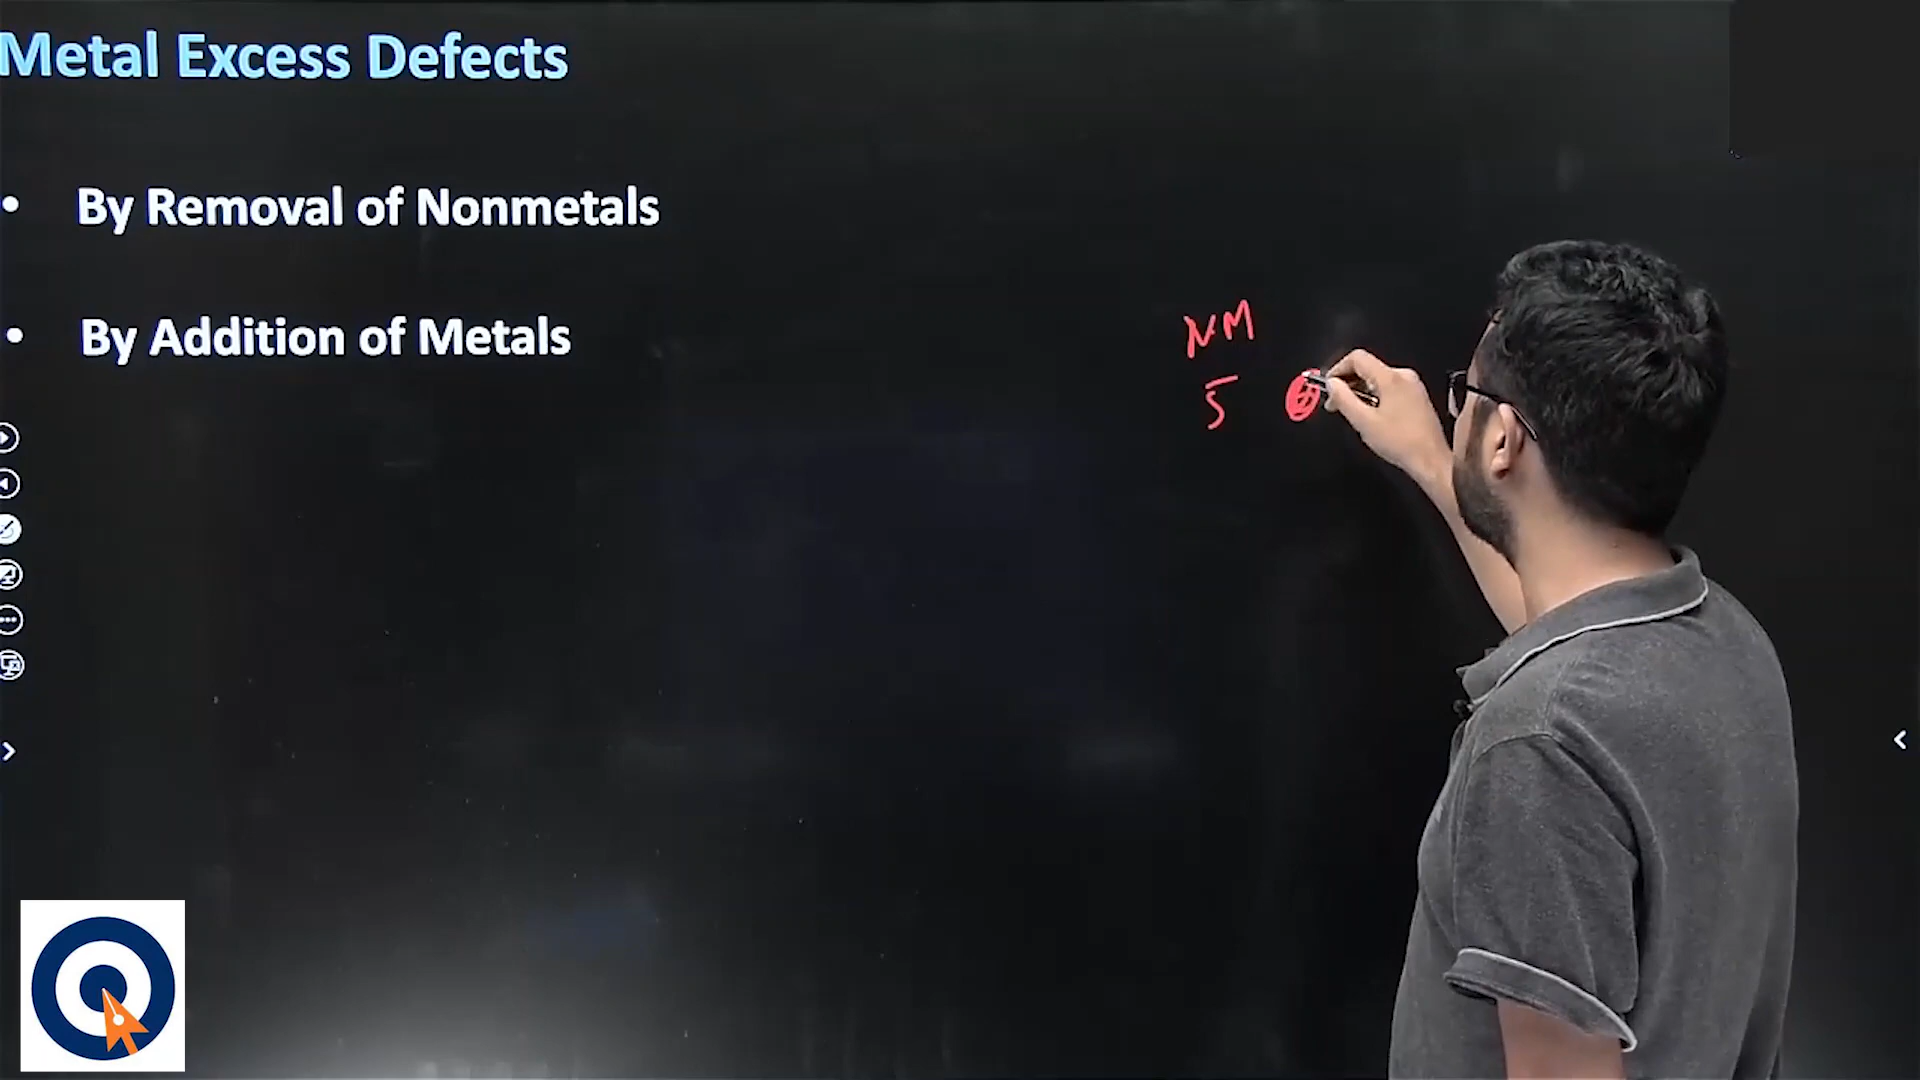 Metal Excess Defects
• By Removal of Nonmetals
• By Addition of Metals
NM
5